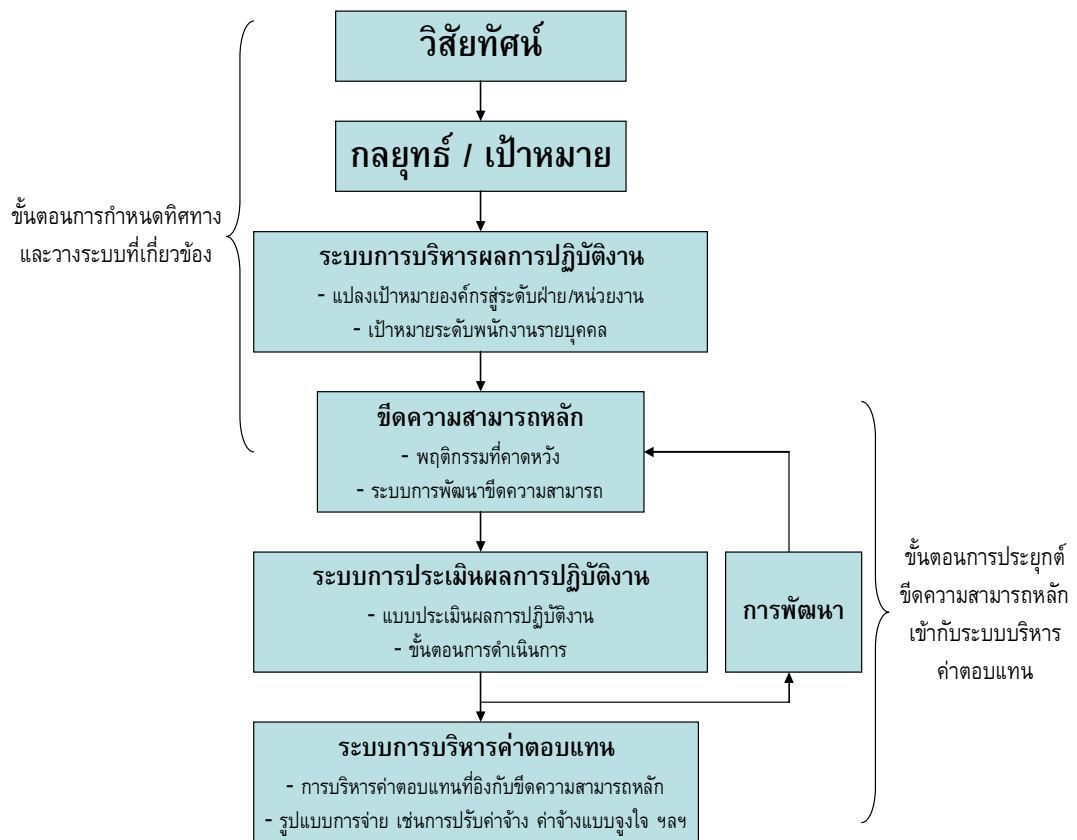 วิสัยทัศน์
กลยุทธ์ / เป้าหมาย
ขั้นตอนการกำหนดทิศทาง
และวางระบบที่เกี่ยวข้อง
ระบบการบริหารผลการปฏิบัติงาน
- แปลงเป้าหมายองค์กรสู่ระดับฝ่าย/หน่วยงาน
- เป้าหมายระดับพนักงานรายบุคคล
ขีดความสามารถหลัก
- พฤติกรรมที่คาดหวัง
- ระบบการพัฒนาขีดความสามารถ
ระบบการประเมินผลการปฏิบัติงาน
- แบบประเมินผลการปฏิบัติงาน
- ขั้นตอนการดำเนินการ
การพัฒนา
ขั้นตอนการประยุกต์
ขีดความสามารถหลัก
เข้ากับระบบบริหาร
ค่าตอบแทน
ระบบการบริหารค่าตอบแทน
- การบริหารค่าตอบแทนที่อิงกับขีดความสามารถหลัก
- รูปแบบการจ่าย เช่นการปรับค่าจ้าง ค่าจ้างแบบจูงใจ ฯลฯ